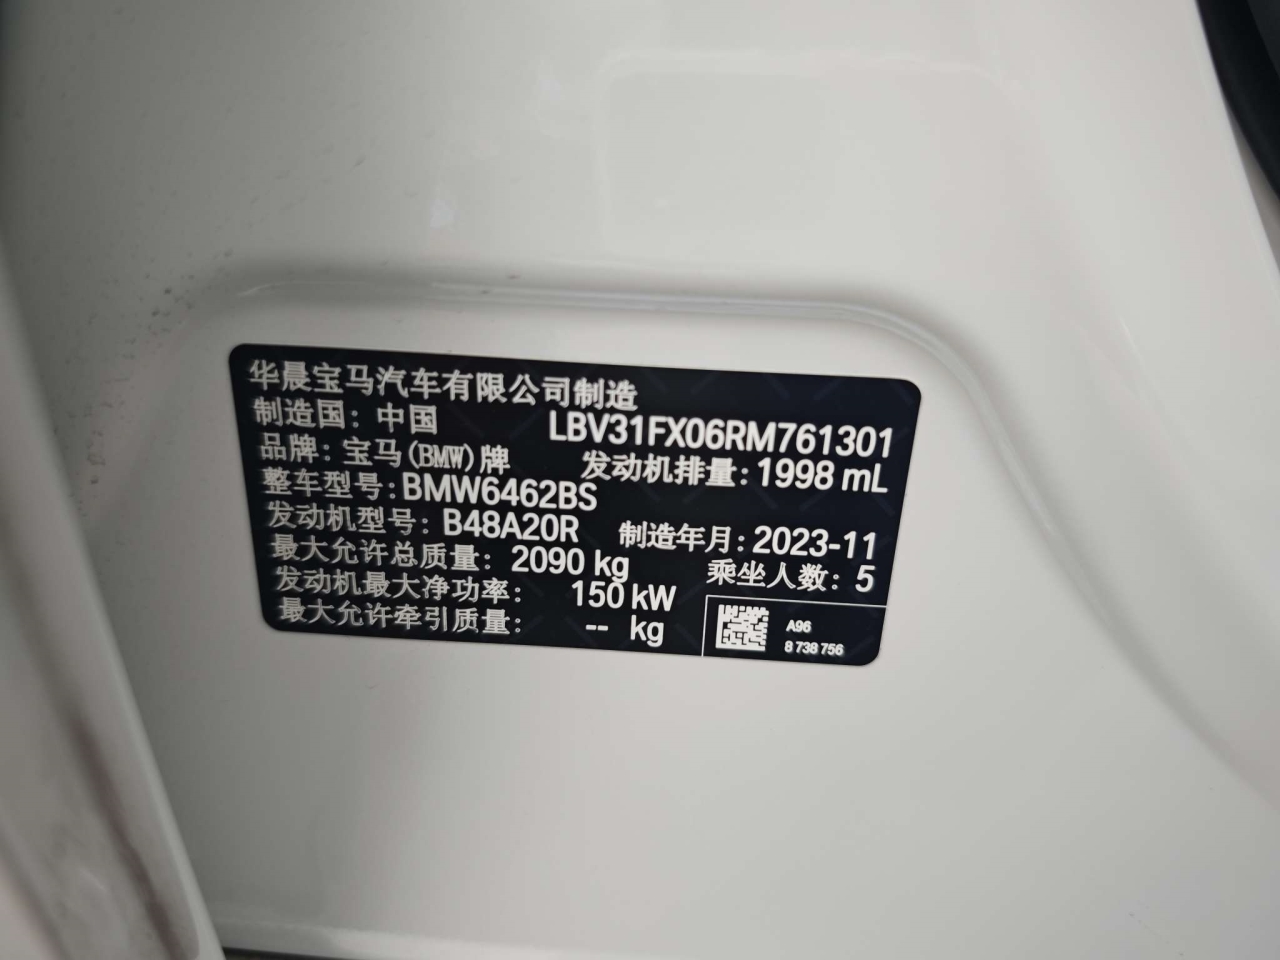 华晨宝马汽车有限公司制造
制造国：中国
LBV31FX06RM761301
品牌：宝马(BMW)牌
发动机排量：1998 mL
整车型号：BMW6462BS
发动机型号：B48A20R
制造年月：2023-11
最大允许总质量：2090 kg
乘坐人数：5
发动机最大净功率：150 kW
最大允许牵引质量：-- kg
A96
8 738 756